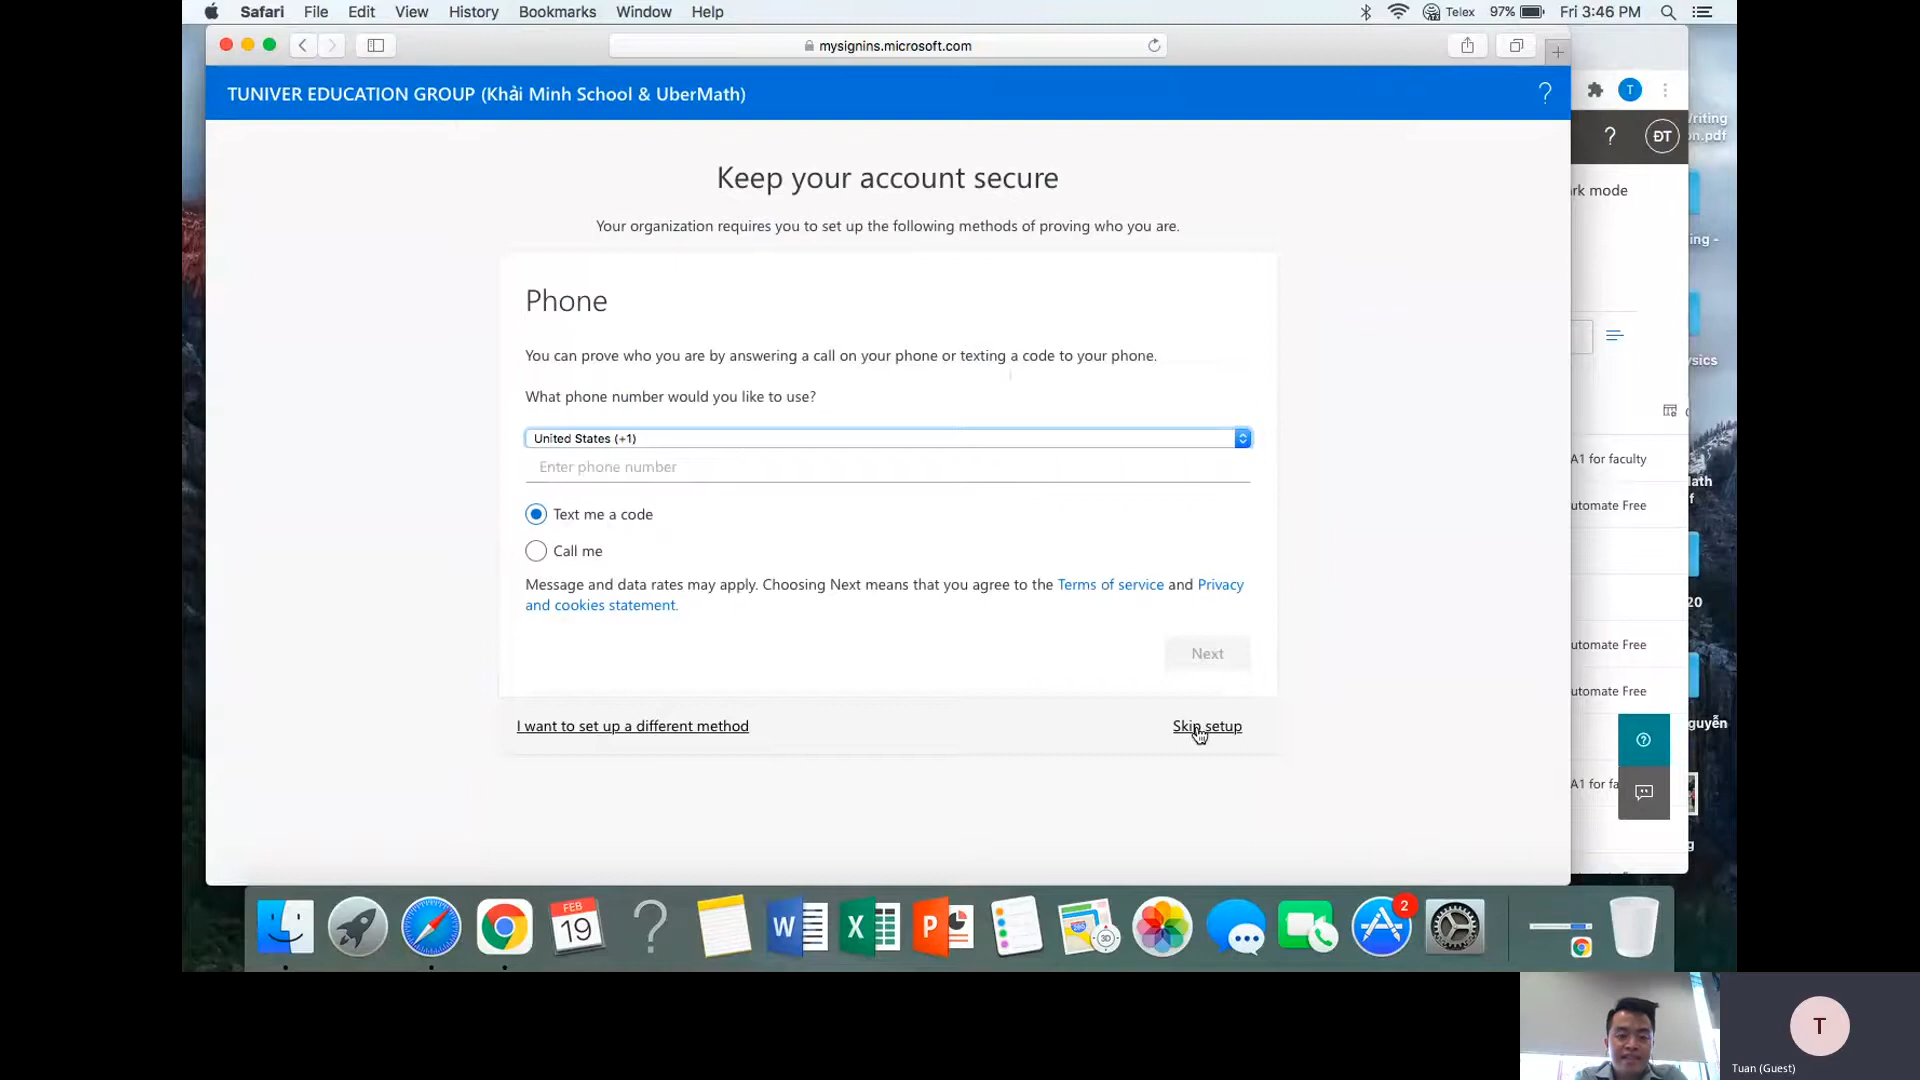 Safari File Edit View History Bookmarks Window Help
Telex 97% Fri 3:46 PM
mysignins.microsoft.com
TUNIVER EDUCATION GROUP (Khải Minh School & UberMath)
?
T
?
ĐT
Keep your account secure
Your organization requires you to set up the following methods of proving who you are.
Phone
You can prove who you are by answering a call on your phone or texting a code to your phone.
What phone number would you like to use?
United States (+1)
Enter phone number
Text me a code
Call me
Message and data rates may apply. Choosing Next means that you agree to the Terms of service and Privacy
and cookies statement.
Next
I want to set up a different method
Skip setup
mode
A1 for faculty
Automate Free
Automate Free
Automate Free
A1 for
20
FEB
19
2
T
Tuan (Guest)